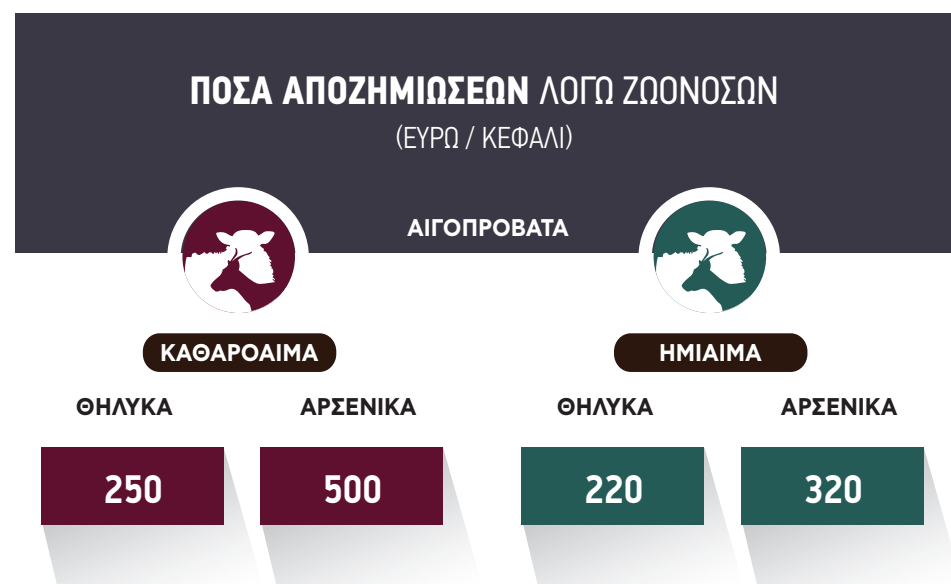 ΠΟΣΑ ΑΠΟΖΗΜΙΩΣΕΩΝ ΛΟΓΩ ΖΩΟΝΟΣΩΝ
(ΕΥΡΩ / ΚΕΦΑΛΙ)
ΑΙΓΟΠΡΟΒΑΤΑ
ΚΑΘΑΡΟΑΙΜΑ ΗΜΙΑΙΜΑ
ΘΗΛΥΚΑ ΑΡΣΕΝΙΚΑ ΘΗΛΥΚΑ ΑΡΣΕΝΙΚΑ
250 500 220 320